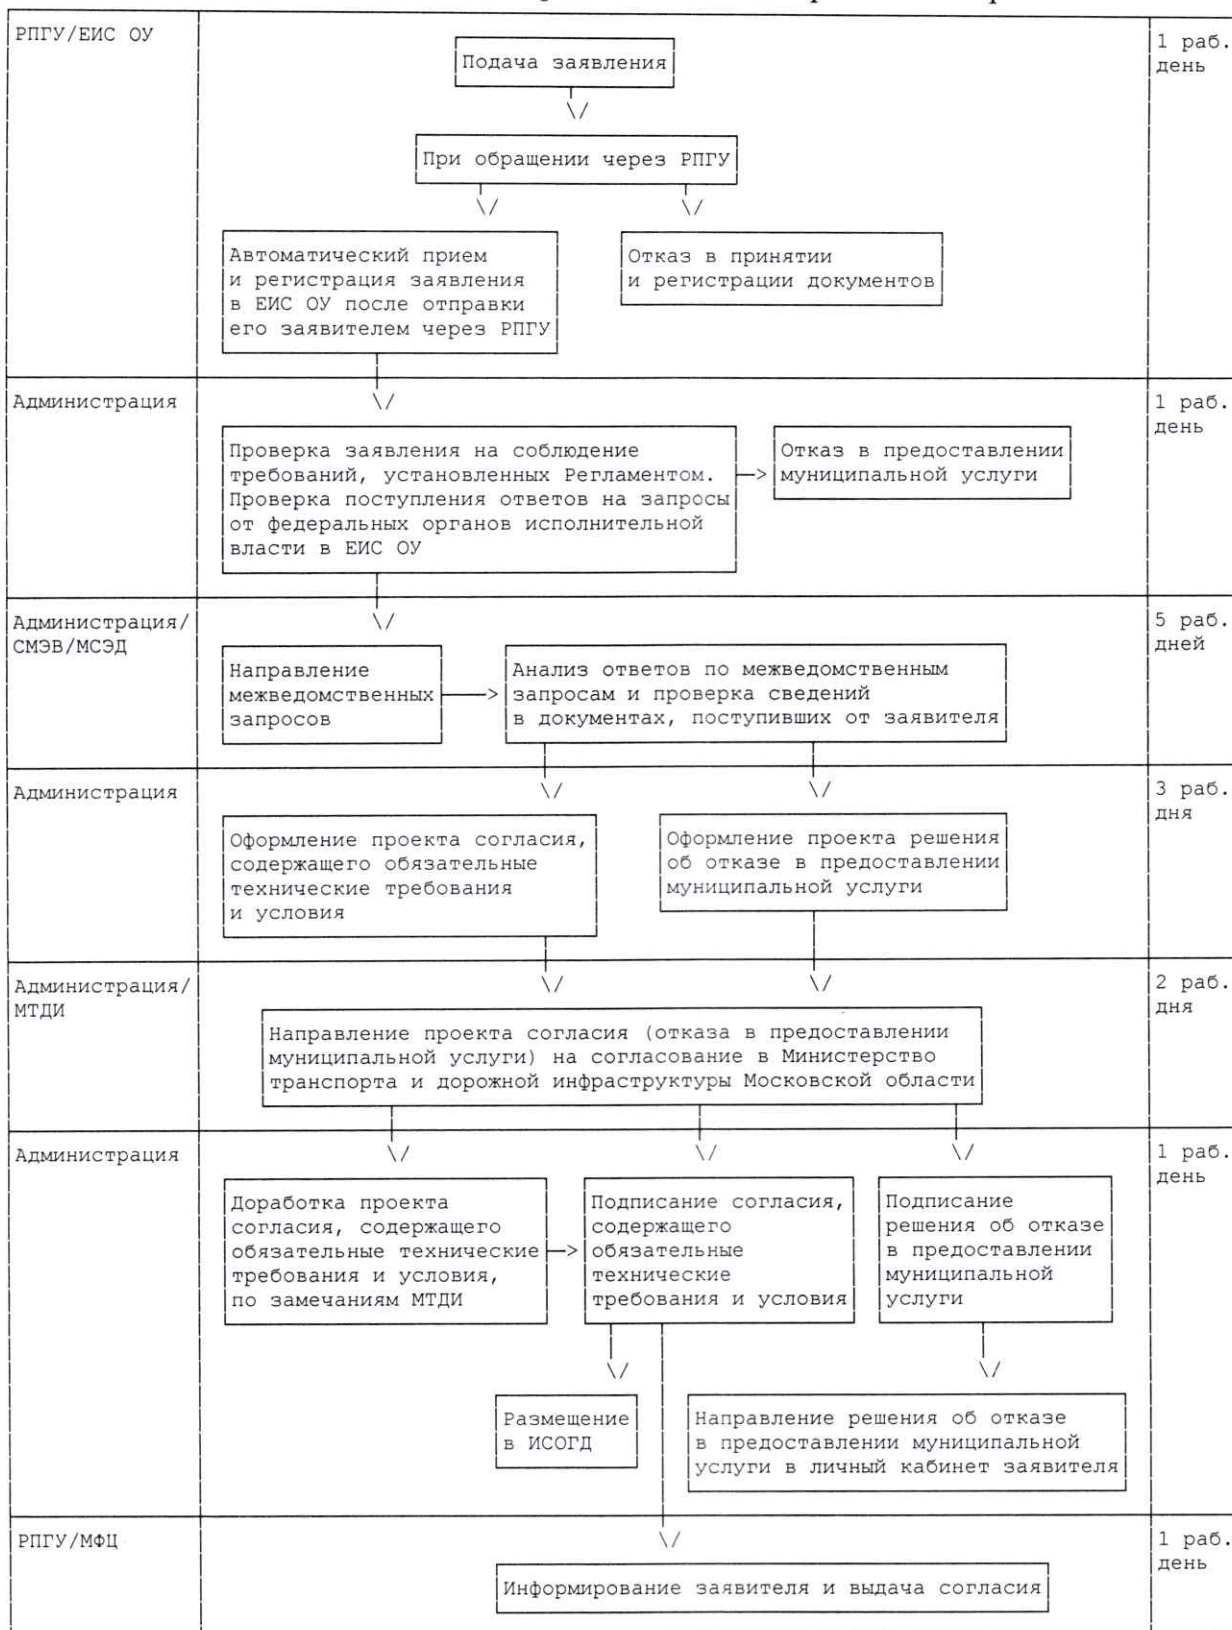 РПГУ/ЕИС ОУ
Подача заявления
1 раб.
день
\/
При обращении через РПГУ
\/ \/
Автоматический прием
и регистрация заявления
в ЕИС ОУ после отправки
его заявителем через РПГУ
Отказ в принятии
и регистрации документов
Администрация
\/
1 раб.
день
Проверка заявления на соблюдение
требований, установленных Регламентом.
Проверка поступления ответов на запросы
от федеральных органов исполнительной
власти в ЕИС ОУ
—>
Отказ в предоставлении
муниципальной услуги
Администрация/
СМЭВ/МСЭД
\/
5 раб.
дней
Направление
межведомственных
запросов
—>
Анализ ответов по межведомственным
запросам и проверка сведений
в документах, поступивших от заявителя
Администрация
\/ \/
3 раб.
дня
Оформление проекта согласия,
содержащего обязательные
технические требования
и условия
Оформление проекта решения
об отказе в предоставлении
муниципальной услуги
Администрация/
МТДИ
\/ \/
2 раб.
дня
Направление проекта согласия (отказа в предоставлении
муниципальной услуги) на согласование в Министерство
транспорта и дорожной инфраструктуры Московской области
Администрация
\/ \/ \/
1 раб.
день
Доработка проекта
согласия, содержащего
обязательные технические
требования и условия,
по замечаниям МТДИ
—>
Подписание согласия,
содержащего
обязательные
технические
требования и условия
Подписание
решения об отказе
в предоставлении
муниципальной
услуги
\/ \/
Размещение
в ИСОГД
Направление решения об отказе
в предоставлении муниципальной
услуги в личный кабинет заявителя
РПГУ/МФЦ
\/
1 раб.
день
Информирование заявителя и выдача согласия